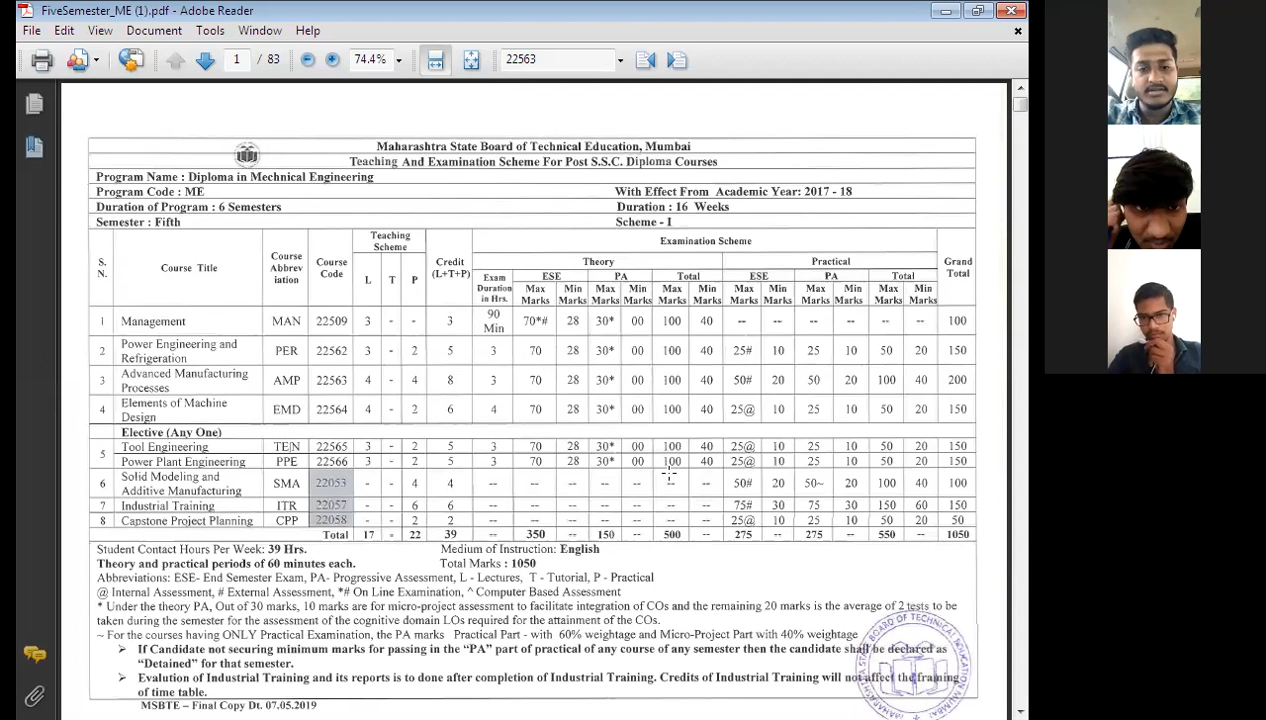 FiveSemester_ME (1).pdf - Adobe Reader
File Edit View Document Tools Window Help
1 / 83 74.4% 22563
Maharashtra State Board of Technical Education, Mumbai
Teaching And Examination Scheme For Post S.S.C. Diploma Courses
Program Name : Diploma in Mechnical Engineering
Program Code : ME With Effect From Academic Year: 2017 - 18
Duration of Program : 6 Semesters Duration : 16 Weeks
Semester : Fifth Scheme - I
S. N. Course Title Course Abbrev iation Course Code Teaching Scheme Credit (L+T+P) Examination Scheme Grand Total
L T P Theory Practical
Exam Duration in Hrs. ESE PA Total ESE PA Total
Max Marks Min Marks Max Marks Min Marks Max Marks Min Marks Max Marks Min Marks Max Marks Min Marks Max Marks Min Marks
1 Management MAN 22509 3 - - 3 90 Min 70*# 28 30* 00 100 40 -- -- -- -- -- -- 100
2 Power Engineering and Refrigeration PER 22562 3 - 2 5 3 70 28 30* 00 100 40 25# 10 25 10 50 20 150
3 Advanced Manufacturing Processes AMP 22563 4 - 4 8 3 70 28 30* 00 100 40 50# 20 50 20 100 40 200
4 Elements of Machine Design EMD 22564 4 - 2 6 4 70 28 30* 00 100 40 25@ 10 25 10 50 20 150
Elective (Any One)
5 Tool Engineering TEN 22565 3 - 2 5 3 70 28 30* 00 100 40 25@ 10 25 10 50 20 150
Power Plant Engineering PPE 22566 3 - 2 5 3 70 28 30* 00 100 40 25@ 10 25 10 50 20 150
6 Solid Modeling and Additive Manufacturing SMA 22053 - - 4 4 -- -- -- -- -- -- -- 50# 20 50~ 20 100 40 100
7 Industrial Training ITR 22057 - - 6 6 -- -- -- -- -- -- -- 75# 30 75 30 150 60 150
8 Capstone Project Planning CPP 22058 - - 2 2 -- -- -- -- -- -- -- 25@ 10 25 10 50 20 50
Total 17 - 22 39 -- 350 -- 150 -- 500 -- 275 -- 275 -- 550 -- 1050
Student Contact Hours Per Week: 39 Hrs. Medium of Instruction: English
Theory and practical periods of 60 minutes each. Total Marks : 1050
Abbreviations: ESE- End Semester Exam, PA- Progressive Assessment, L - Lectures, T - Tutorial, P - Practical
@ Internal Assessment, # External Assessment, *# On Line Examination, ^ Computer Based Assessment
* Under the theory PA, Out of 30 marks, 10 marks are for micro-project assessment to facilitate integration of COs and the remaining 20 marks is the average of 2 tests to be
taken during the semester for the assessment of the cognitive domain LOs required for the attainment of the COs.
~ For the courses having ONLY Practical Examination, the PA marks Practical Part - with 60% weightage and Micro-Project Part with 40% weightage
➢ If Candidate not securing minimum marks for passing in the "PA" part of practical of any course of any semester then the candidate shall be declared as
"Detained" for that semester.
➢ Evalution of Industrial Training and its reports is to done after completion of Industrial Training. Credits of Industrial Training will not affect the framing
of time table.
MSBTE – Final Copy Dt. 07.05.2019